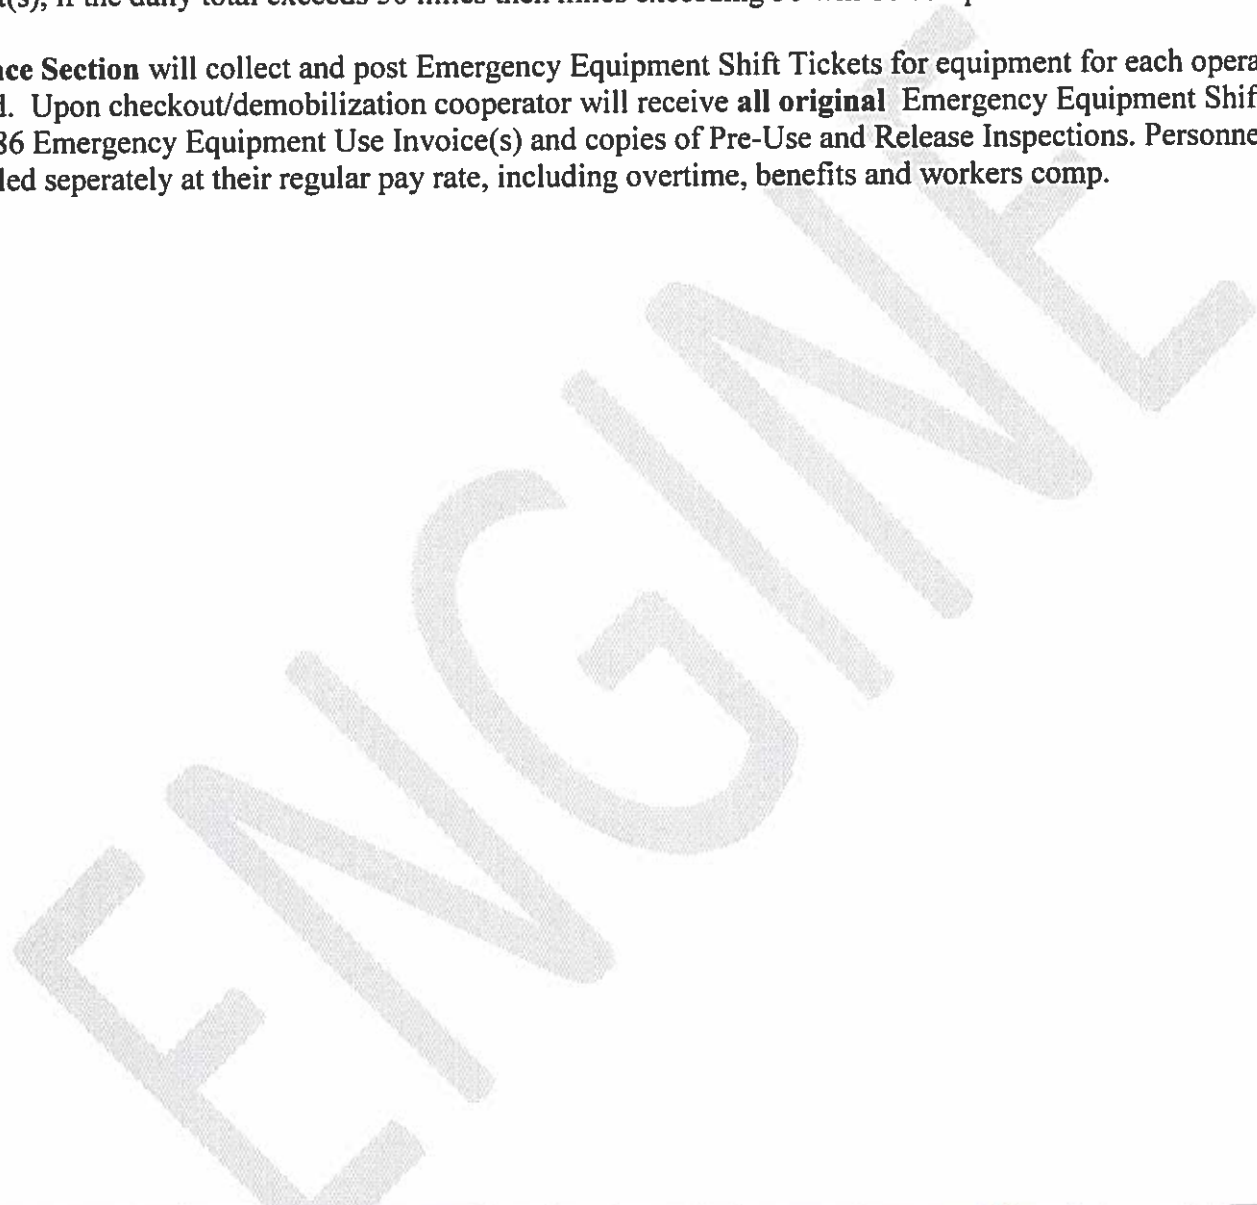 nce Section will collect and post Emergency Equipment Shift Tickets for equipment for each opera
d. Upon checkout/demobilization cooperator will receive all original Emergency Equipment Shif
86 Emergency Equipment Use Invoice(s) and copies of Pre-Use and Release Inspections. Personne
led seperately at their regular pay rate, including overtime, benefits and workers comp.
ENGINE